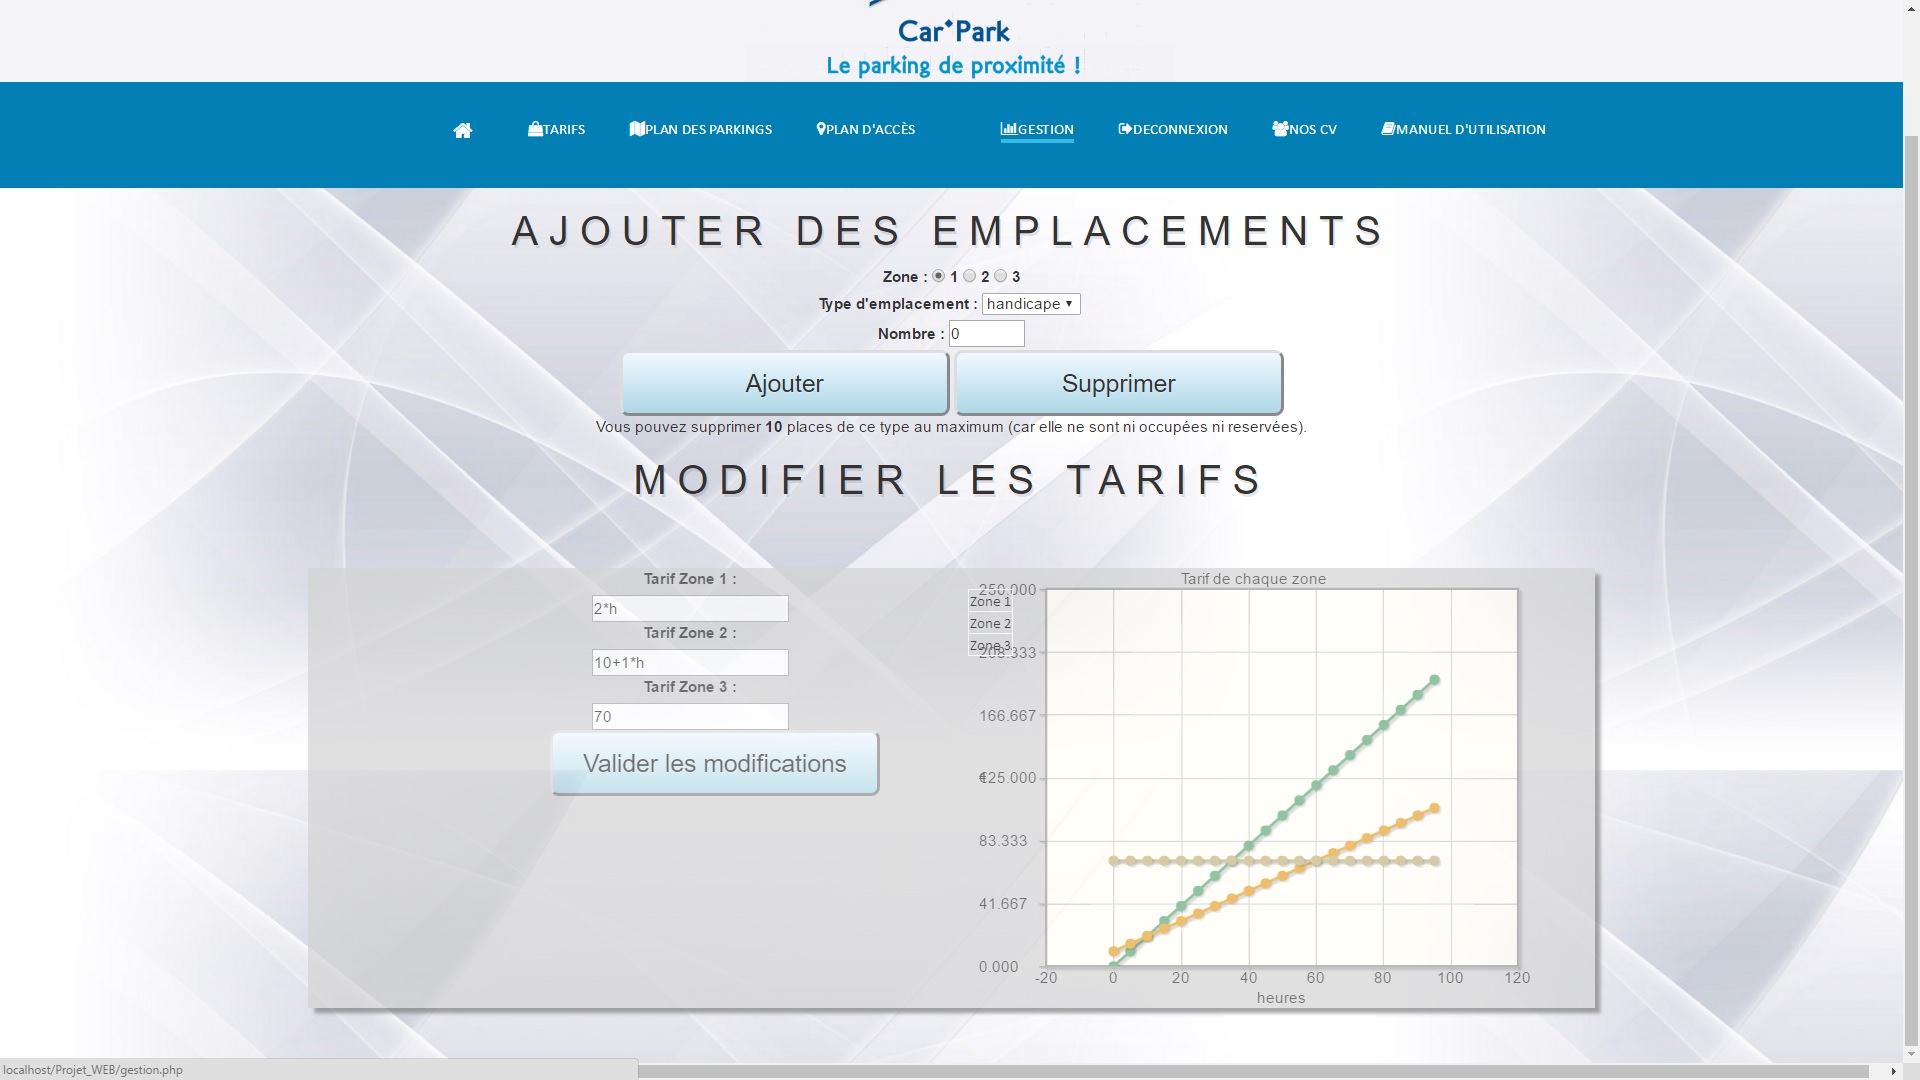 Car•Park
Le parking de proximité !
TARIFS
PLAN DES PARKINGS
PLAN D'ACCÈS
GESTION
DECONNEXION
NOS CV
MANUEL D'UTILISATION
AJOUTER DES EMPLACEMENTS
Zone : 1 2 3
Type d'emplacement : handicape
Nombre : 0
Ajouter
Supprimer
Vous pouvez supprimer 10 places de ce type au maximum (car elle ne sont ni occupées ni reservées).
MODIFIER LES TARIFS
Tarif Zone 1 :
2*h
Tarif Zone 2 :
10+1*h
Tarif Zone 3 :
70
Valider les modifications
Tarif de chaque zone
Zone 1
Zone 2
Zone 3
250.000
208.333
166.667
€
125.000
83.333
41.667
0.000
-20 0 20 40 60 80 100 120
heures
localhost/Projet_WEB/gestion.php